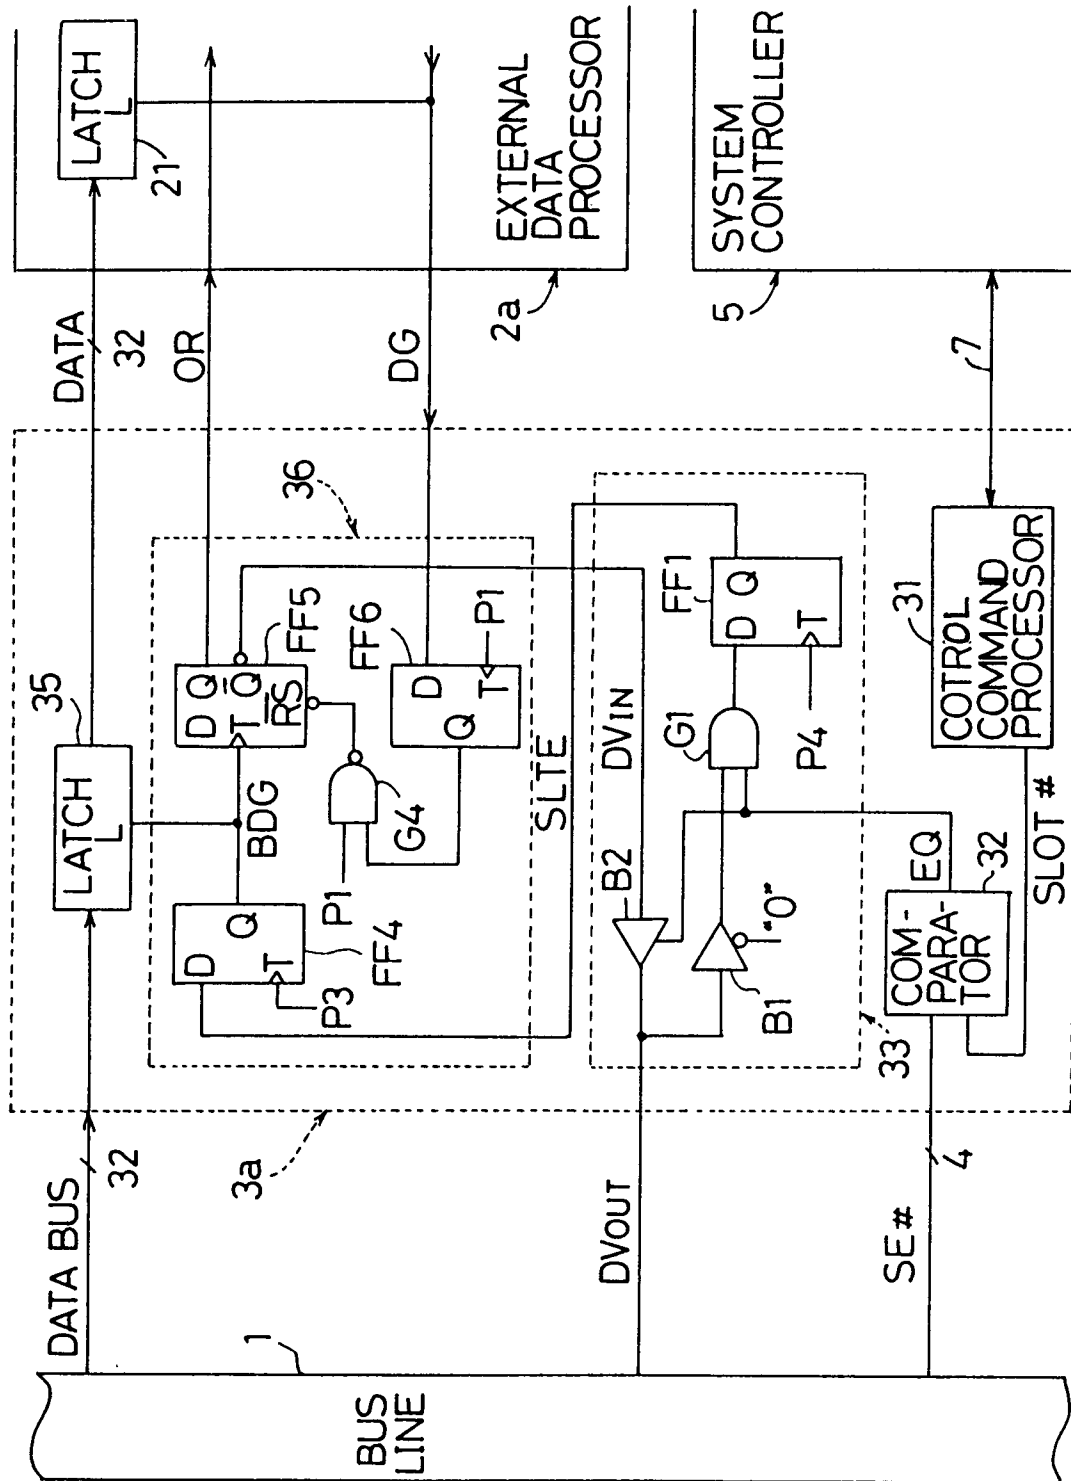 BUS
LINE
1
DATA BUS
32
DVOUT
SE#
4
3a
LATCH
L
35
D
Q
T
P3
FF4
BDG
D
Q
T
Q
RS
FF5
P1
G4
FF6
D
Q
T
P1
36
SLTE
DVIN
B2
B1
"0"
G1
FF1
D
Q
T
P4
33
EQ
COM-
PARA-
TOR
32
SLOT #
COTROL
COMMAND
PROCESSOR
31
DATA
32
OR
DG
2a
LATCH
L
21
EXTERNAL
DATA
PROCESSOR
5
7
SYSTEM
CONTROLLER